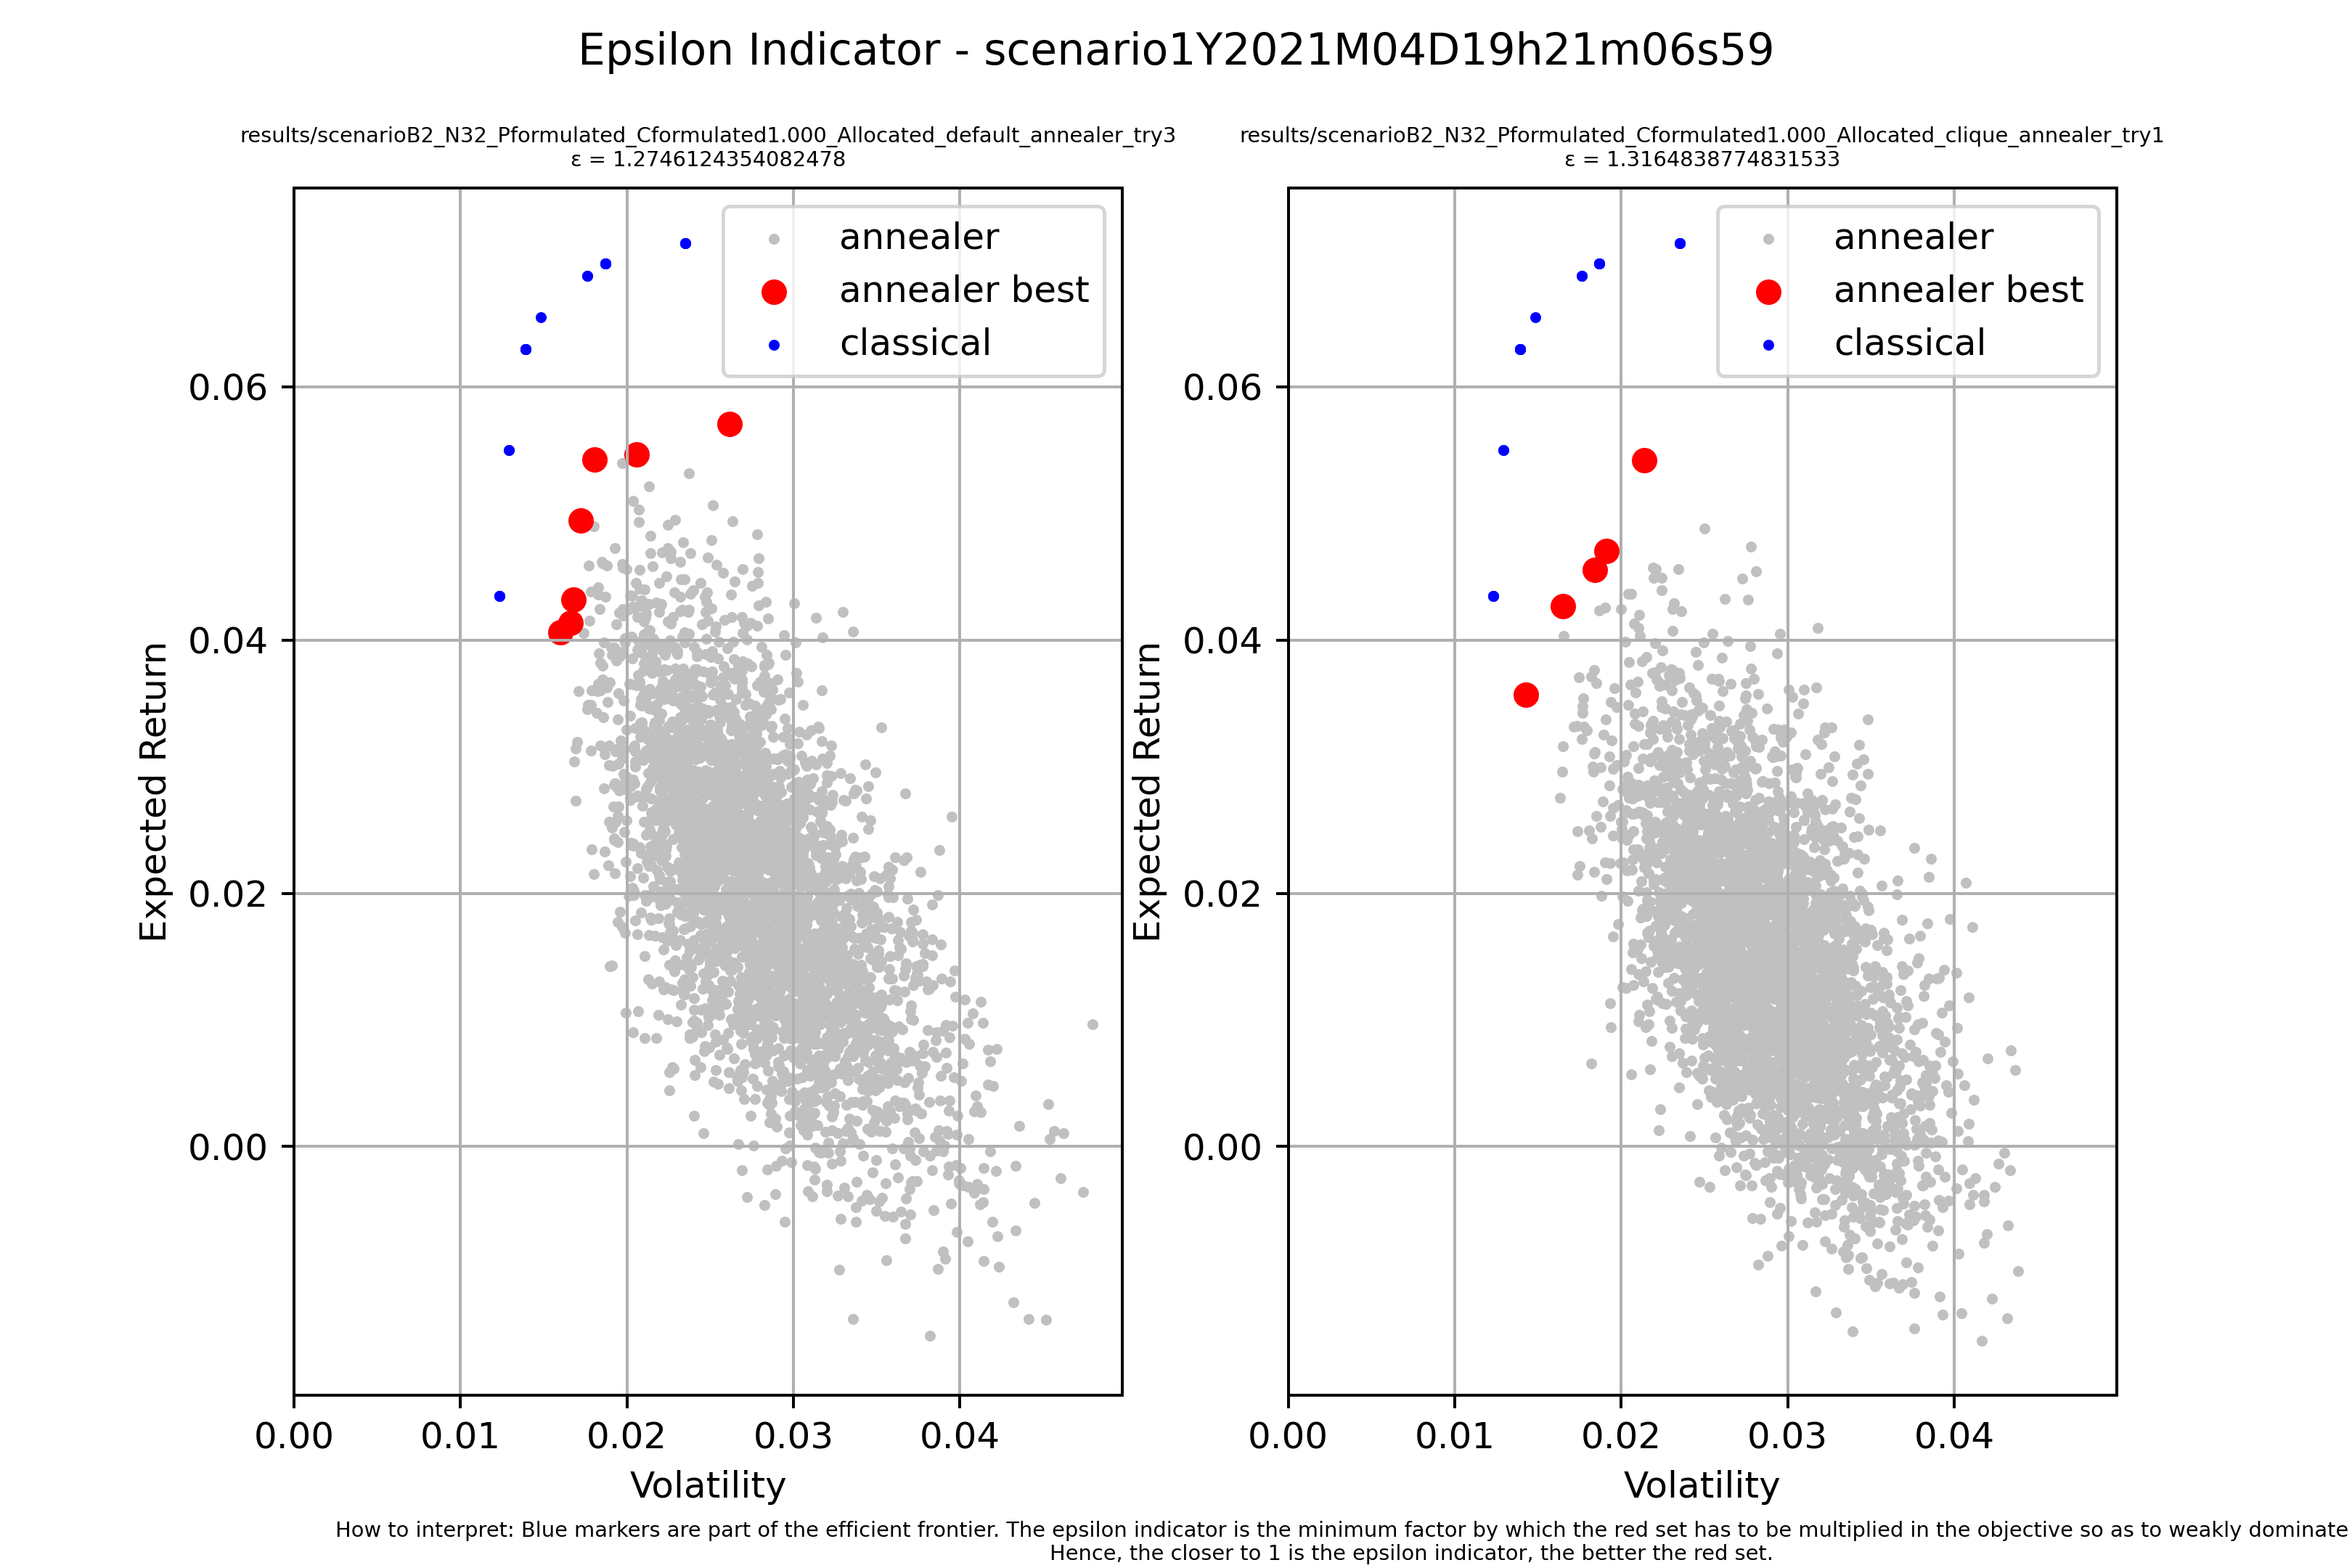 Epsilon Indicator - scenario1Y2021M04D19h21m06s59
results/scenarioB2_N32_Pformulated_Cformulated1.000_Allocated_default_annealer_try3
ε = 1.2746124354082478
annealer
annealer best
classical
0.06
0.04
0.02
0.00
Expected Return
0.00 0.01 0.02 0.03 0.04
Volatility
results/scenarioB2_N32_Pformulated_Cformulated1.000_Allocated_clique_annealer_try1
ε = 1.3164838774831533
annealer
annealer best
classical
0.06
0.04
0.02
0.00
Expected Return
0.00 0.01 0.02 0.03 0.04
Volatility
How to interpret: Blue markers are part of the efficient frontier. The epsilon indicator is the minimum factor by which the red set has to be multiplied in the objective so as to weakly dominate
Hence, the closer to 1 is the epsilon indicator, the better the red set.